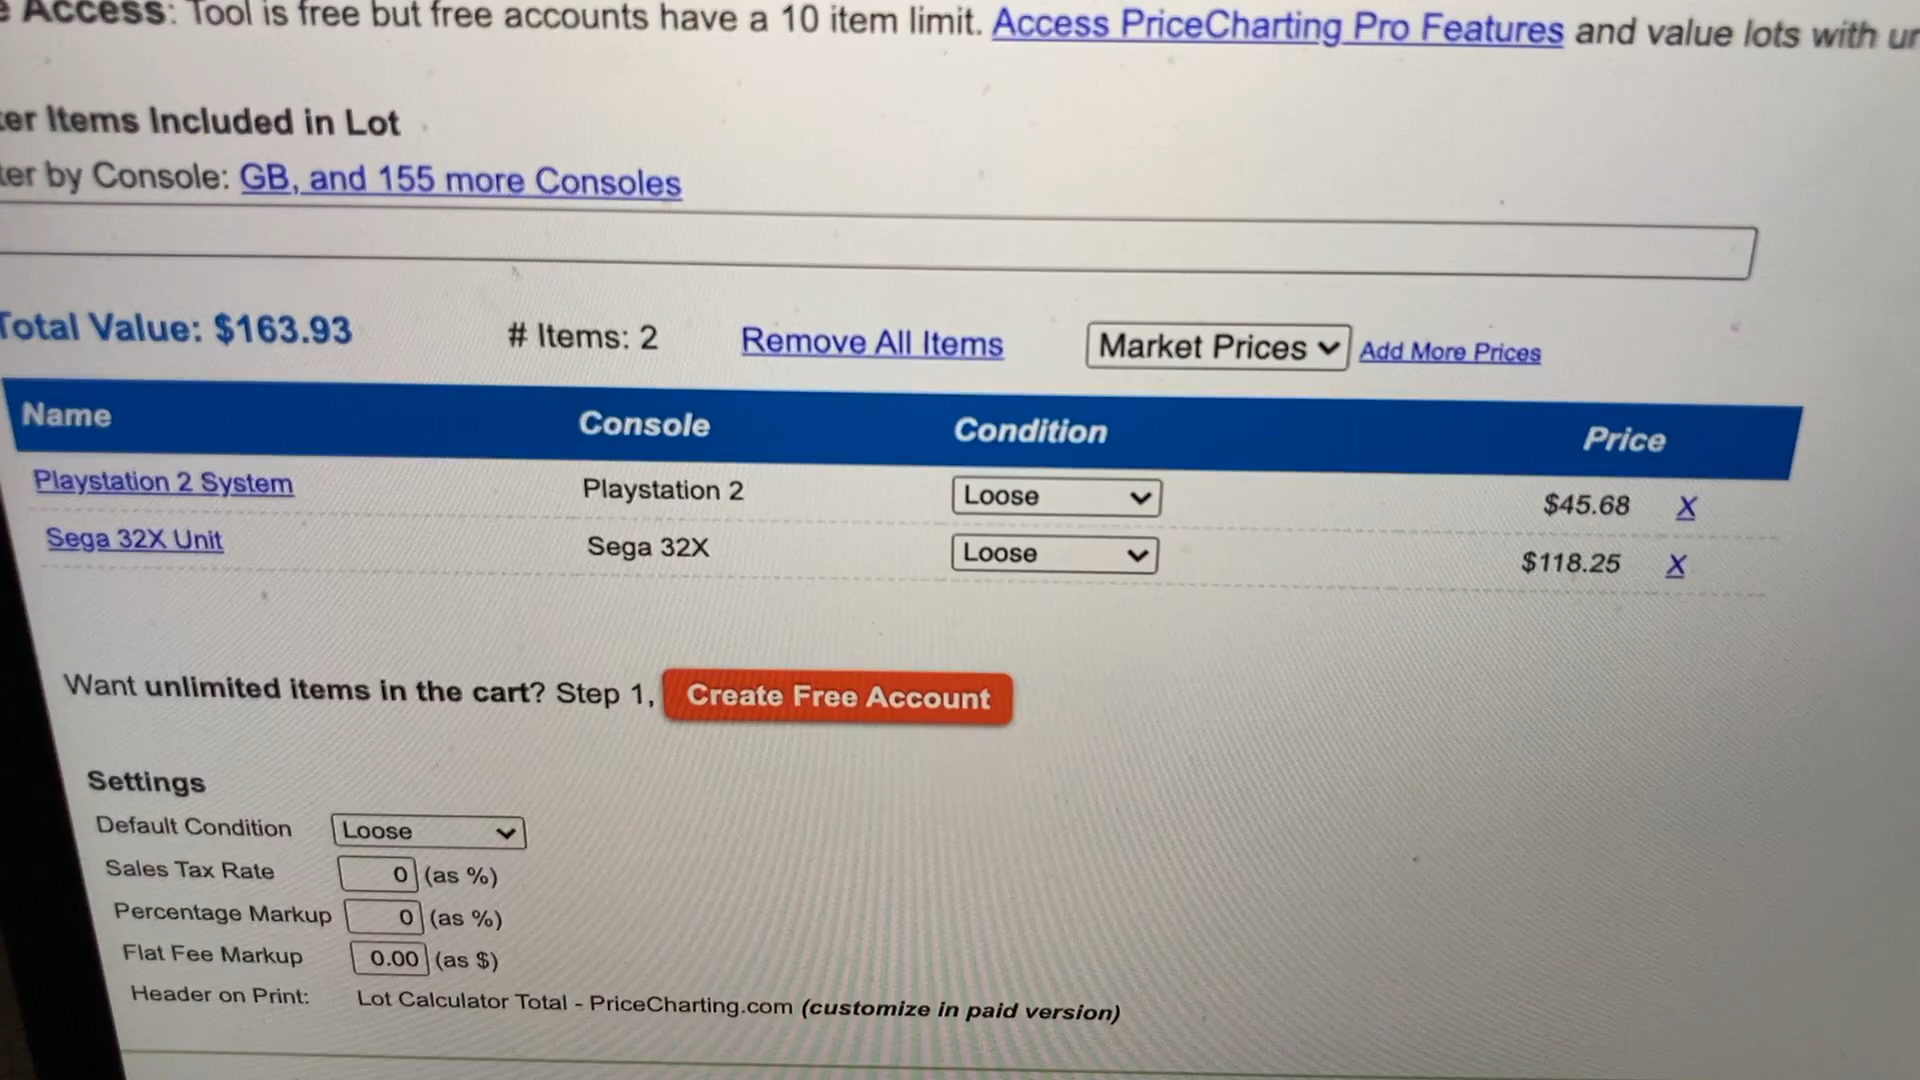 Access: Tool is free but free accounts have a 10 item limit. Access PriceCharting Pro Features and value lots with
Items Included in Lot
by Console: GB, and 155 more Consoles
Total Value: $163.93 # Items: 2 Remove All Items Market Prices Add More Prices
Name Console Condition Price
Playstation 2 System Playstation 2 Loose $45.68 X
Sega 32X Unit Sega 32X Loose $118.25 X
Want unlimited items in the cart? Step 1, Create Free Account
Settings
Default Condition Loose
Sales Tax Rate 0 (as %)
Percentage Markup 0 (as %)
Flat Fee Markup 0.00 (as $)
Header on Print: Lot Calculator Total - PriceCharting.com (customize in paid version)